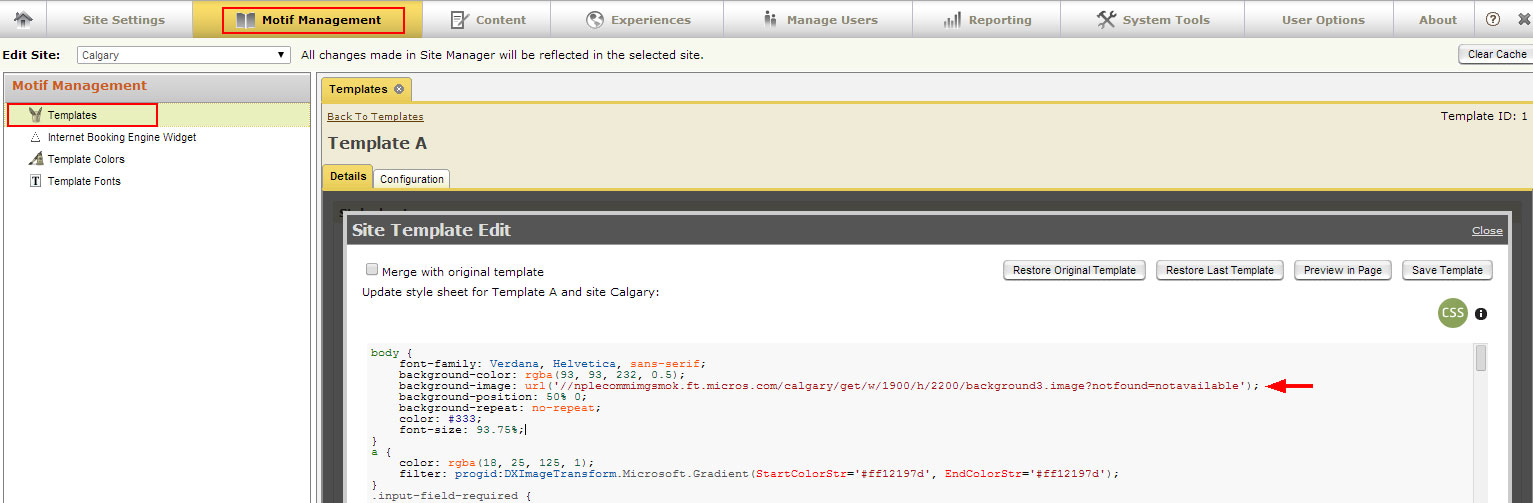 Site Settings Motif Management Content Experiences Manage Users Reporting System Tools User Options About ?
Edit Site: Calgary All changes made in Site Manager will be reflected in the selected site. Clear Cache
Motif Management
Templates
Internet Booking Engine Widget
Template Colors
T Template Fonts
Templates
Back To Templates Template ID: 1
Template A
Details Configuration
Site Template Edit Close
Merge with original template Restore Original Template Restore Last Template Preview in Page Save Template
Update style sheet for Template A and site Calgary:
CSS i
body {
font-family: Verdana, Helvetica, sans-serif;
background-color: rgba(93, 93, 232, 0.5);
background-image: url('//nplecommimgsmok.ft.micros.com/calgary/get/w/1900/h/2200/background3.image?notfound=notavailable');
background-position: 50% 0;
background-repeat: no-repeat;
color: #333;
font-size: 93.75%;
}
a {
color: rgba(18, 25, 125, 1);
filter: progid:DXImageTransform.Microsoft.Gradient(StartColorStr='#ff12197d', EndColorStr='#ff12197d');
}
.input-field-required {